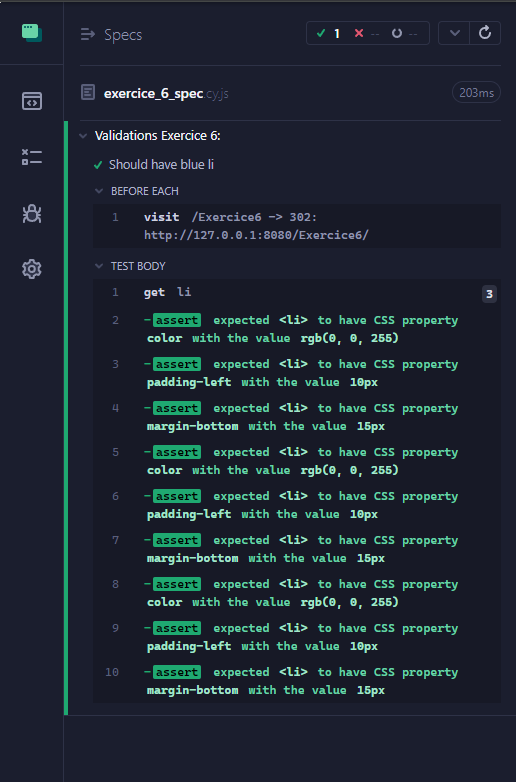 Specs
1 -- --
exercice_6_spec.cy.js 203ms
Validations Exercice 6:
Should have blue li
BEFORE EACH
1 visit /Exercice6 -> 302:
http://127.0.0.1:8080/Exercice6/
TEST BODY
1 get li 3
2 -assert expected <li> to have CSS property
color with the value rgb(0, 0, 255)
3 -assert expected <li> to have CSS property
padding-left with the value 10px
4 -assert expected <li> to have CSS property
margin-bottom with the value 15px
5 -assert expected <li> to have CSS property
color with the value rgb(0, 0, 255)
6 -assert expected <li> to have CSS property
padding-left with the value 10px
7 -assert expected <li> to have CSS property
margin-bottom with the value 15px
8 -assert expected <li> to have CSS property
color with the value rgb(0, 0, 255)
9 -assert expected <li> to have CSS property
padding-left with the value 10px
10 -assert expected <li> to have CSS property
margin-bottom with the value 15px